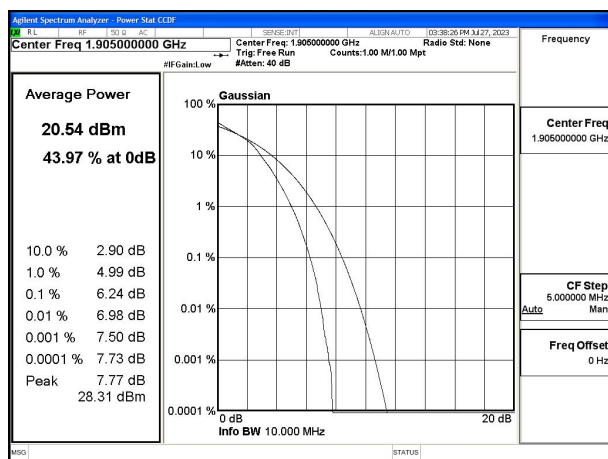 Agilent Spectrum Analyzer - Power Stat CCDF
RL RF 50 Ω AC SENSE:INT ALIGN AUTO 03:38:26 PM Jul 27, 2023
Center Freq 1.905000000 GHz
Center Freq: 1.905000000 GHz Radio Std: None
Trig: Free Run Counts:1.00 M/1.00 Mpt
#IFGain:Low #Atten: 40 dB
Frequency
Average Power
20.54 dBm
43.97 % at 0dB
10.0 % 2.90 dB
1.0 % 4.99 dB
0.1 % 6.24 dB
0.01 % 6.98 dB
0.001 % 7.50 dB
0.0001 % 7.73 dB
Peak 7.77 dB
28.31 dBm
Gaussian
100 %
10 %
1 %
0.1 %
0.01 %
0.001 %
0.0001 %
0 dB 20 dB
Info BW 10.000 MHz
Center Freq
1.905000000 GHz
CF Step
5.000000 MHz
Auto Man
Freq Offset
0 Hz
MSG STATUS